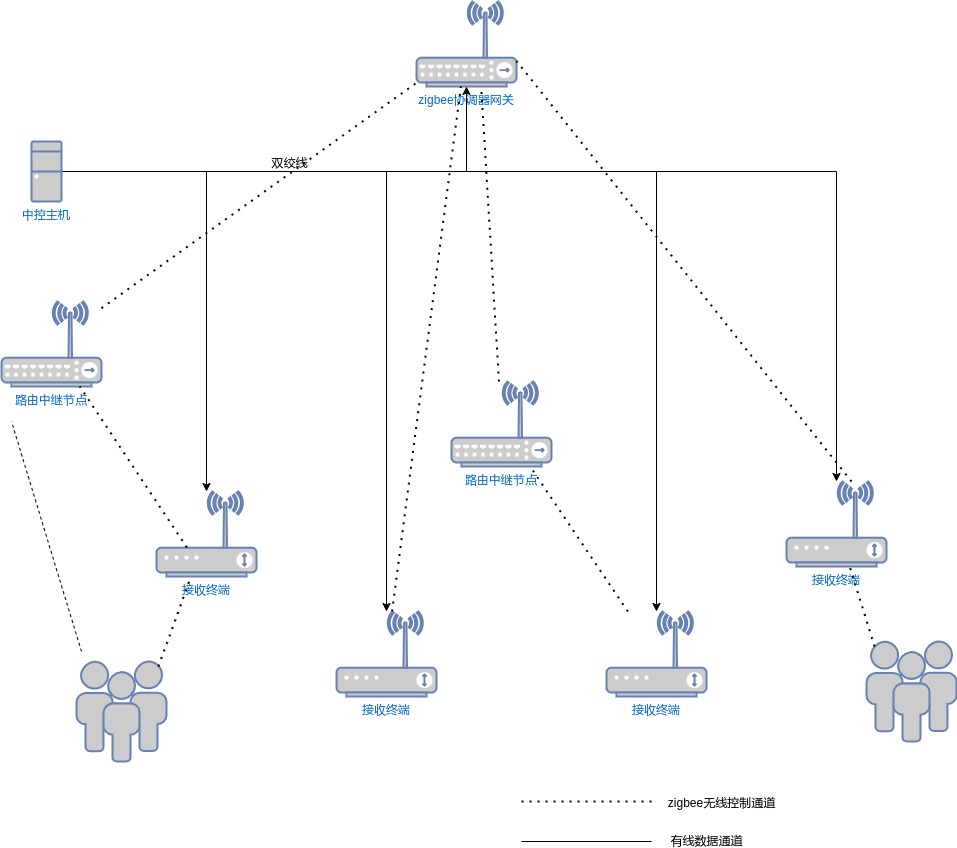 zigbee协调器网关
双绞线
中控主机
路由中继节点
路由中继节点
接收终端
接收终端
接收终端
接收终端
zigbee无线控制通道
有线数据通道